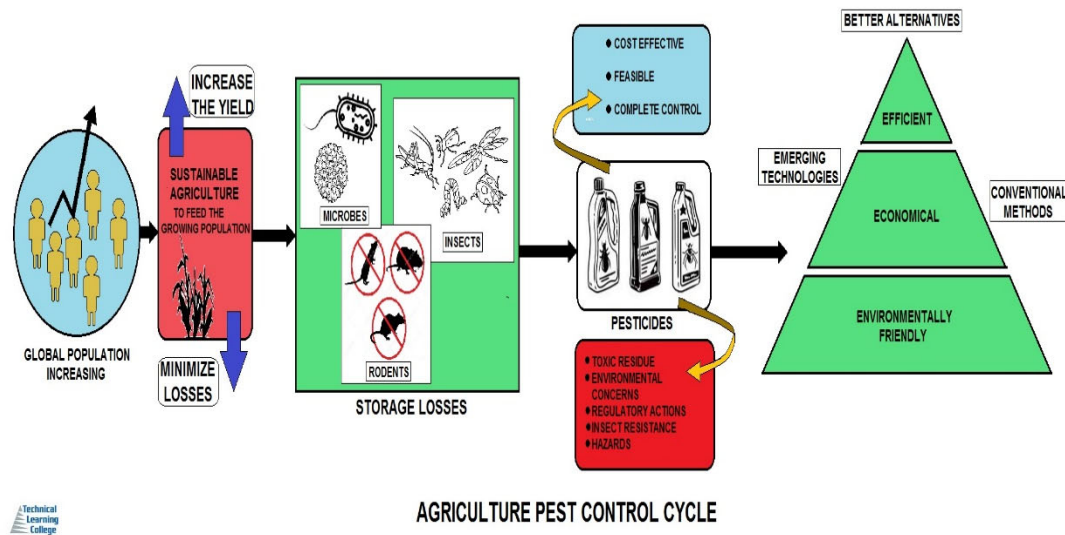 GLOBAL POPULATION
INCREASING
INCREASE
THE YIELD
SUSTAINABLE
AGRICULTURE
TO FEED THE
GROWING POPULATION
MINIMIZE
LOSSES
MICROBES
INSECTS
RODENTS
STORAGE LOSSES
● COST EFFECTIVE
● FEASIBLE
● COMPLETE CONTROL
PESTICIDES
● TOXIC RESIDUE
● ENVIRONMENTAL
CONCERNS
● REGULATORY ACTIONS
● INSECT RESISTANCE
● HAZARDS
BETTER ALTERNATIVES
EFFICIENT
EMERGING
TECHNOLOGIES
ECONOMICAL
CONVENTIONAL
METHODS
ENVIRONMENTALLY
FRIENDLY
Technical
Learning
College
AGRICULTURE PEST CONTROL CYCLE